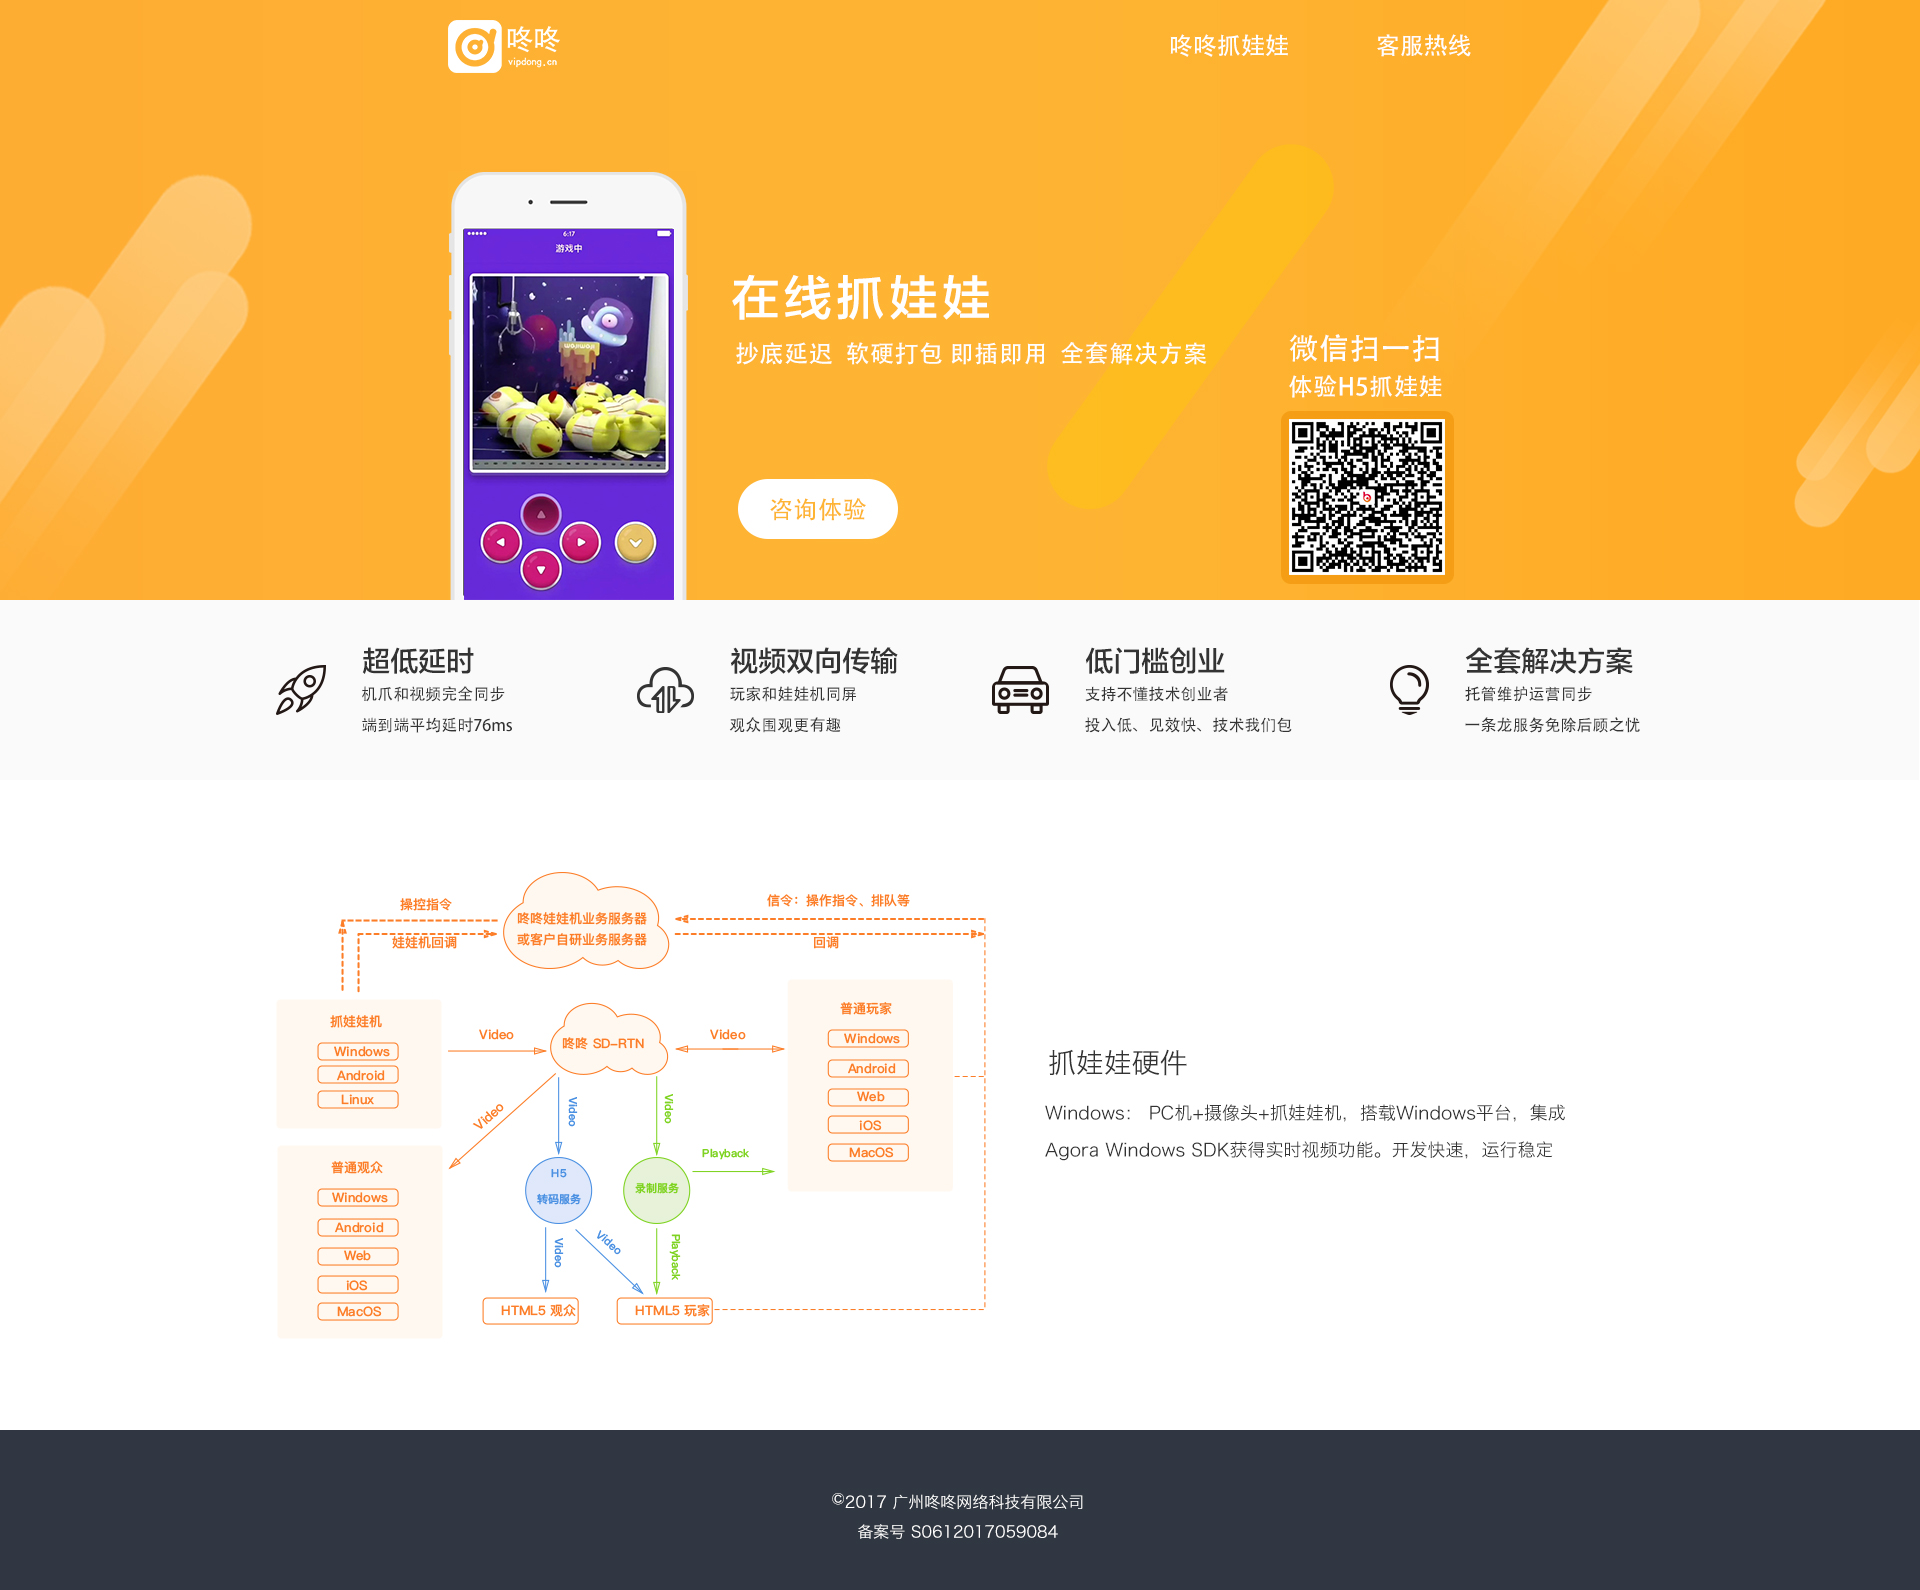 咚咚
vipdong.cn
咚咚抓娃娃
客服热线
6:17
游戏中
在线抓娃娃
抄底延迟 软硬打包 即插即用 全套解决方案
咨询体验
微信扫一扫
体验H5抓娃娃
超低延时
机爪和视频完全同步
端到端平均延时76ms
视频双向传输
玩家和娃娃机同屏
观众围观更有趣
低门槛创业
支持不懂技术创业者
投入低、见效快、技术我们包
全套解决方案
托管维护运营同步
一条龙服务免除后顾之忧
操控指令
娃娃机回调
咚咚娃娃机业务服务器
或客户自研业务服务器
信令：操作指令、排队等
回调
抓娃娃机
Windows
Android
Linux
Video
咚咚 SD-RTN
Video
普通玩家
Windows
Android
Web
iOS
MacOS
Video
Video
Video
Playback
普通观众
Windows
Android
Web
iOS
MacOS
H5
转码服务
录制服务
Video
Video
Playback
HTML5 观众
HTML5 玩家
抓娃娃硬件
Windows： PC机+摄像头+抓娃娃机，搭载Windows平台，集成
Agora Windows SDK获得实时视频功能。开发快速，运行稳定
©2017 广州咚咚网络科技有限公司
备案号 S0612017059084